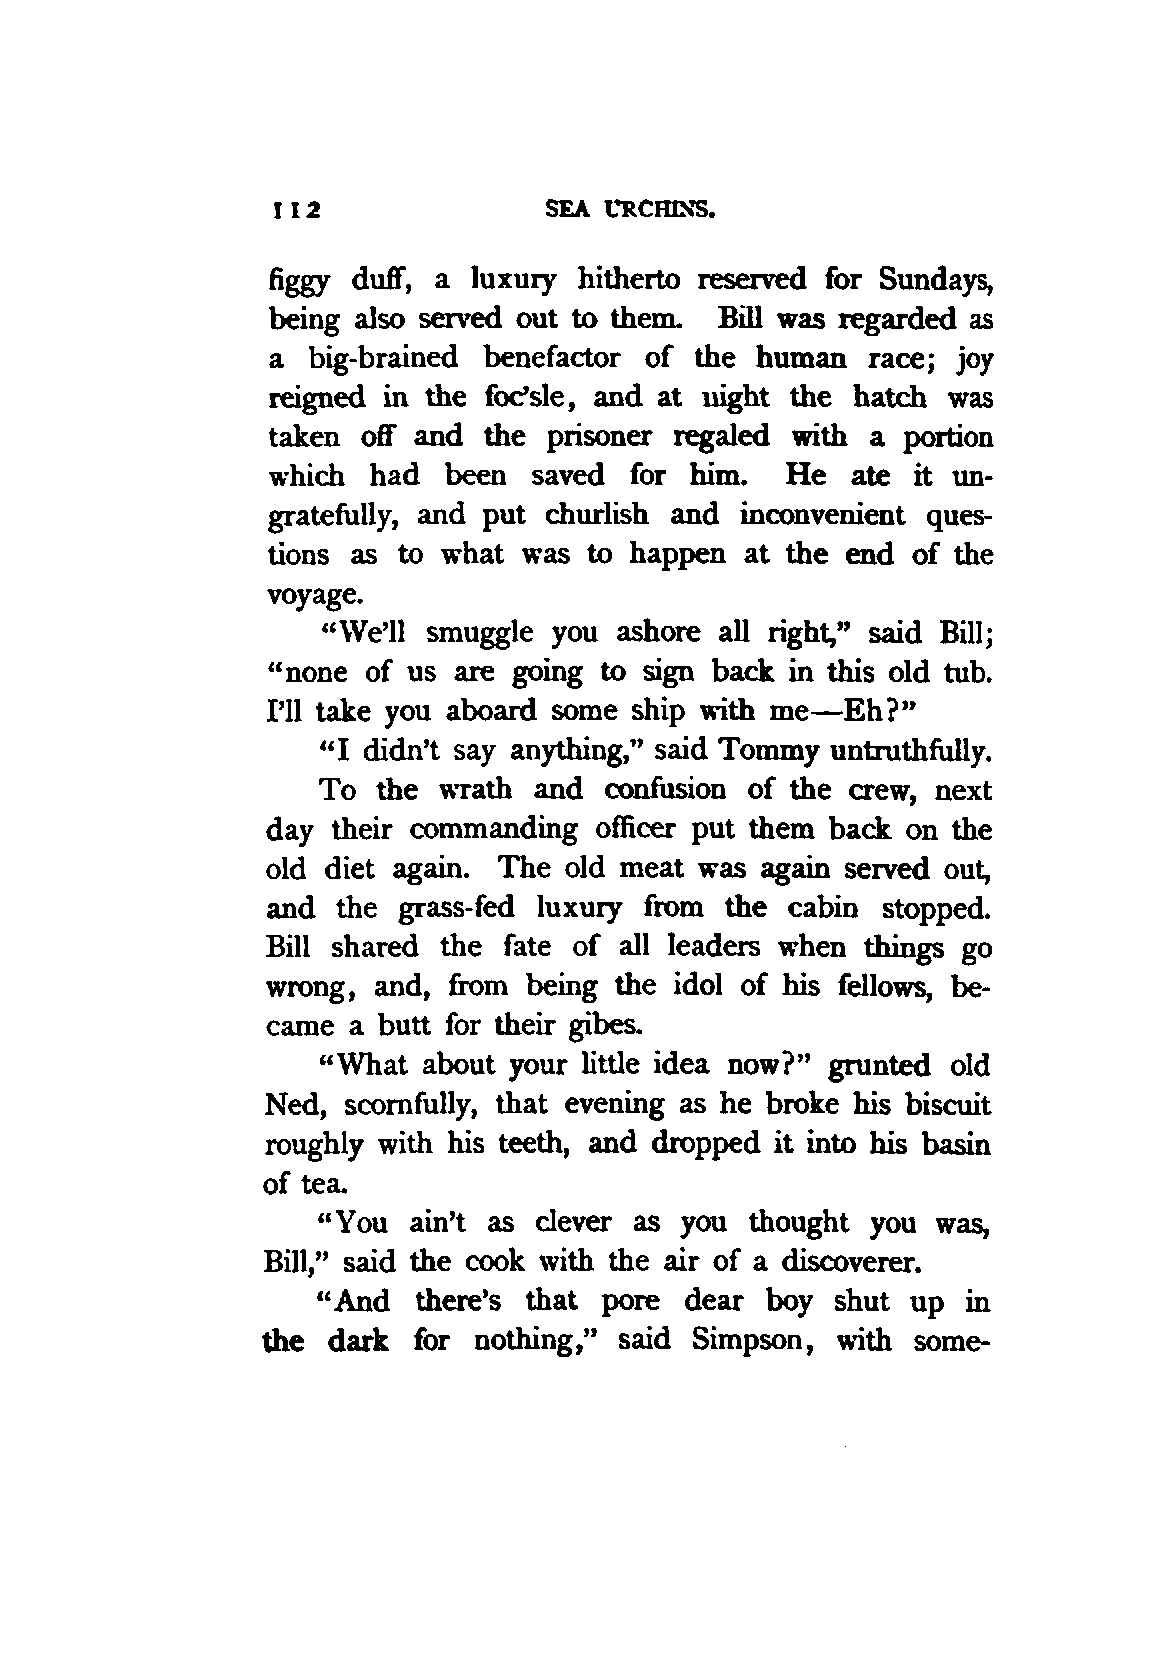 112 SEA URCHINS.
figgy duff, a luxury hitherto reserved for Sundays,
being also served out to them. Bill was regarded as
a big-brained benefactor of the human race; joy
reigned in the foc'sle, and at night the hatch was
taken off and the prisoner regaled with a portion
which had been saved for him. He ate it un-
gratefully, and put churlish and inconvenient ques-
tions as to what was to happen at the end of the
voyage.
“We'll smuggle you ashore all right,” said Bill;
“none of us are going to sign back in this old tub.
I'll take you aboard some ship with me—Eh?”
“I didn't say anything,” said Tommy untruthfully.
To the wrath and confusion of the crew, next
day their commanding officer put them back on the
old diet again. The old meat was again served out,
and the grass-fed luxury from the cabin stopped.
Bill shared the fate of all leaders when things go
wrong, and, from being the idol of his fellows, be-
came a butt for their gibes.
“What about your little idea now?” grunted old
Ned, scornfully, that evening as he broke his biscuit
roughly with his teeth, and dropped it into his basin
of tea.
“You ain't as clever as you thought you was,
Bill,” said the cook with the air of a discoverer.
“And there's that pore dear boy shut up in
the dark for nothing,” said Simpson, with some-